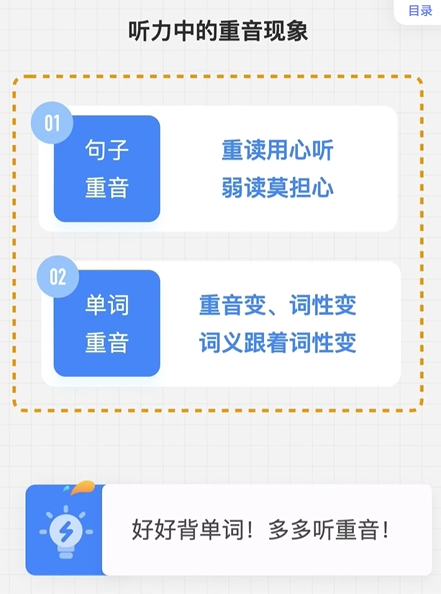 目录
听力中的重音现象
01
句子
重音
重读用心听
弱读莫担心
02
单词
重音
重音变、词性变
词义跟着词性变
好好背单词！多多听重音！